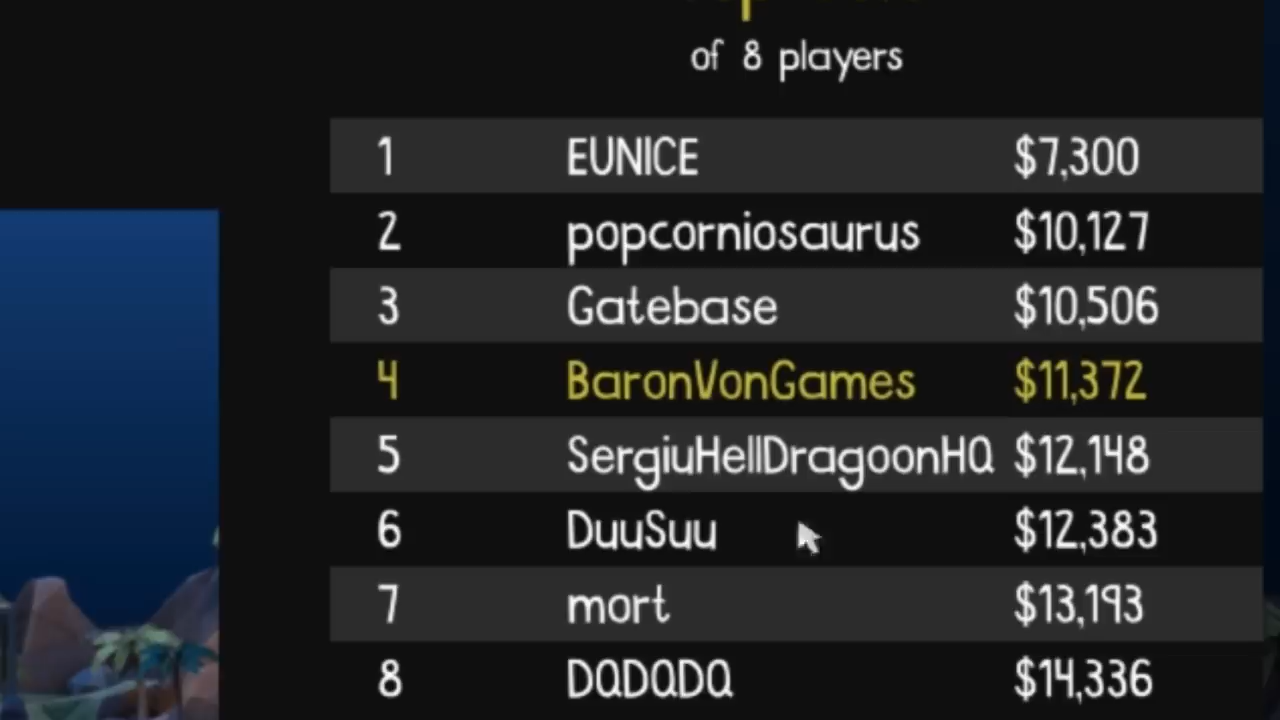 of 8 players
1 EUNICE $7,300
2 popcorniosaurus $10,127
3 Gatebase $10,506
4 BaronVonGames $11,372
5 SergiuHellDragoonHQ $12,148
6 DuuSuu $12,383
7 mort $13,193
8 DQDQDQ $14,336